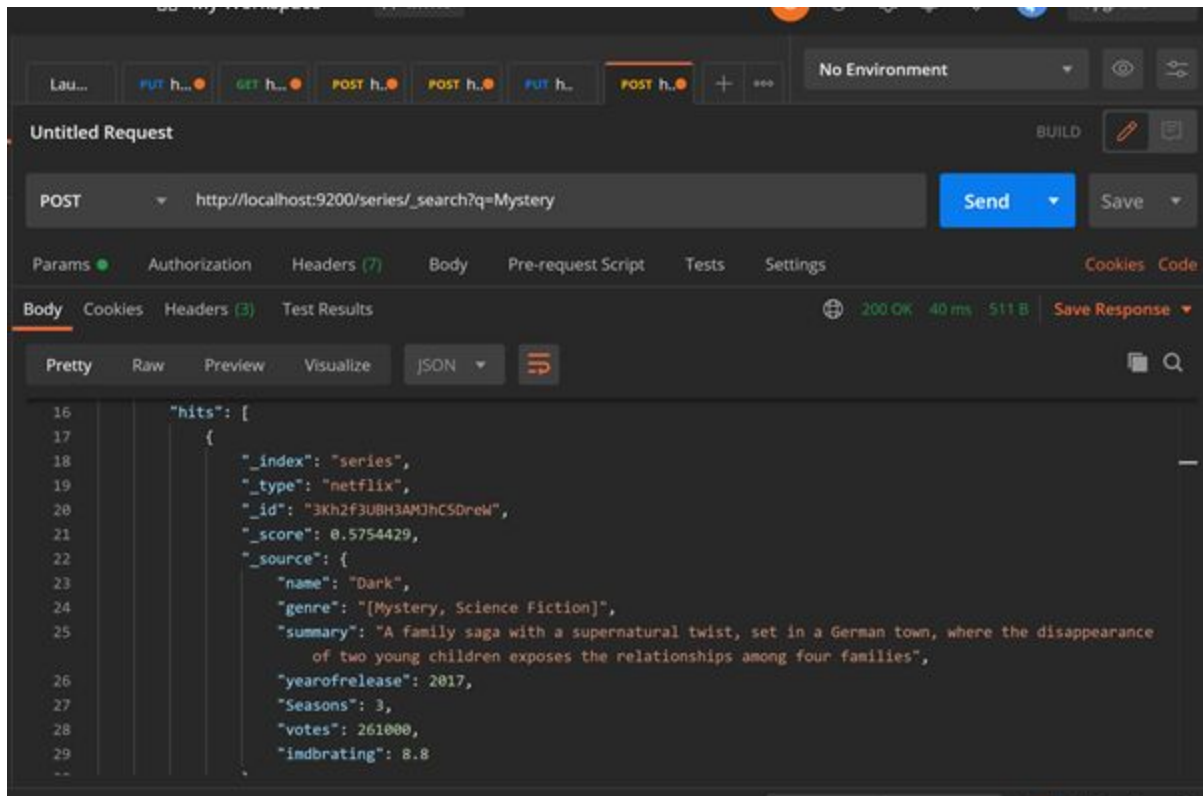 My Workspace
Lau... PUT h... GET h... POST h.. POST h.. PUT h.. POST h.. No Environment
Untitled Request BUILD
POST http://localhost:9200/series/_search?q=Mystery Send Save
Params Authorization Headers (7) Body Pre-request Script Tests Settings Cookies Code
Body Cookies Headers (3) Test Results 200 OK 40 ms 511 B Save Response
Pretty Raw Preview Visualize JSON
16 "hits": [
17 {
18 "_index": "series",
19 "_type": "netflix",
20 "_id": "3Kh2f3UBH3AMJhCSDreW",
21 "_score": 0.5754429,
22 "_source": {
23 "name": "Dark",
24 "genre": "[Mystery, Science Fiction]",
25 "summary": "A family saga with a supernatural twist, set in a German town, where the disappearance
of two young children exposes the relationships among four families",
26 "yearofrelease": 2017,
27 "Seasons": 3,
28 "votes": 261000,
29 "imdbrating": 8.8